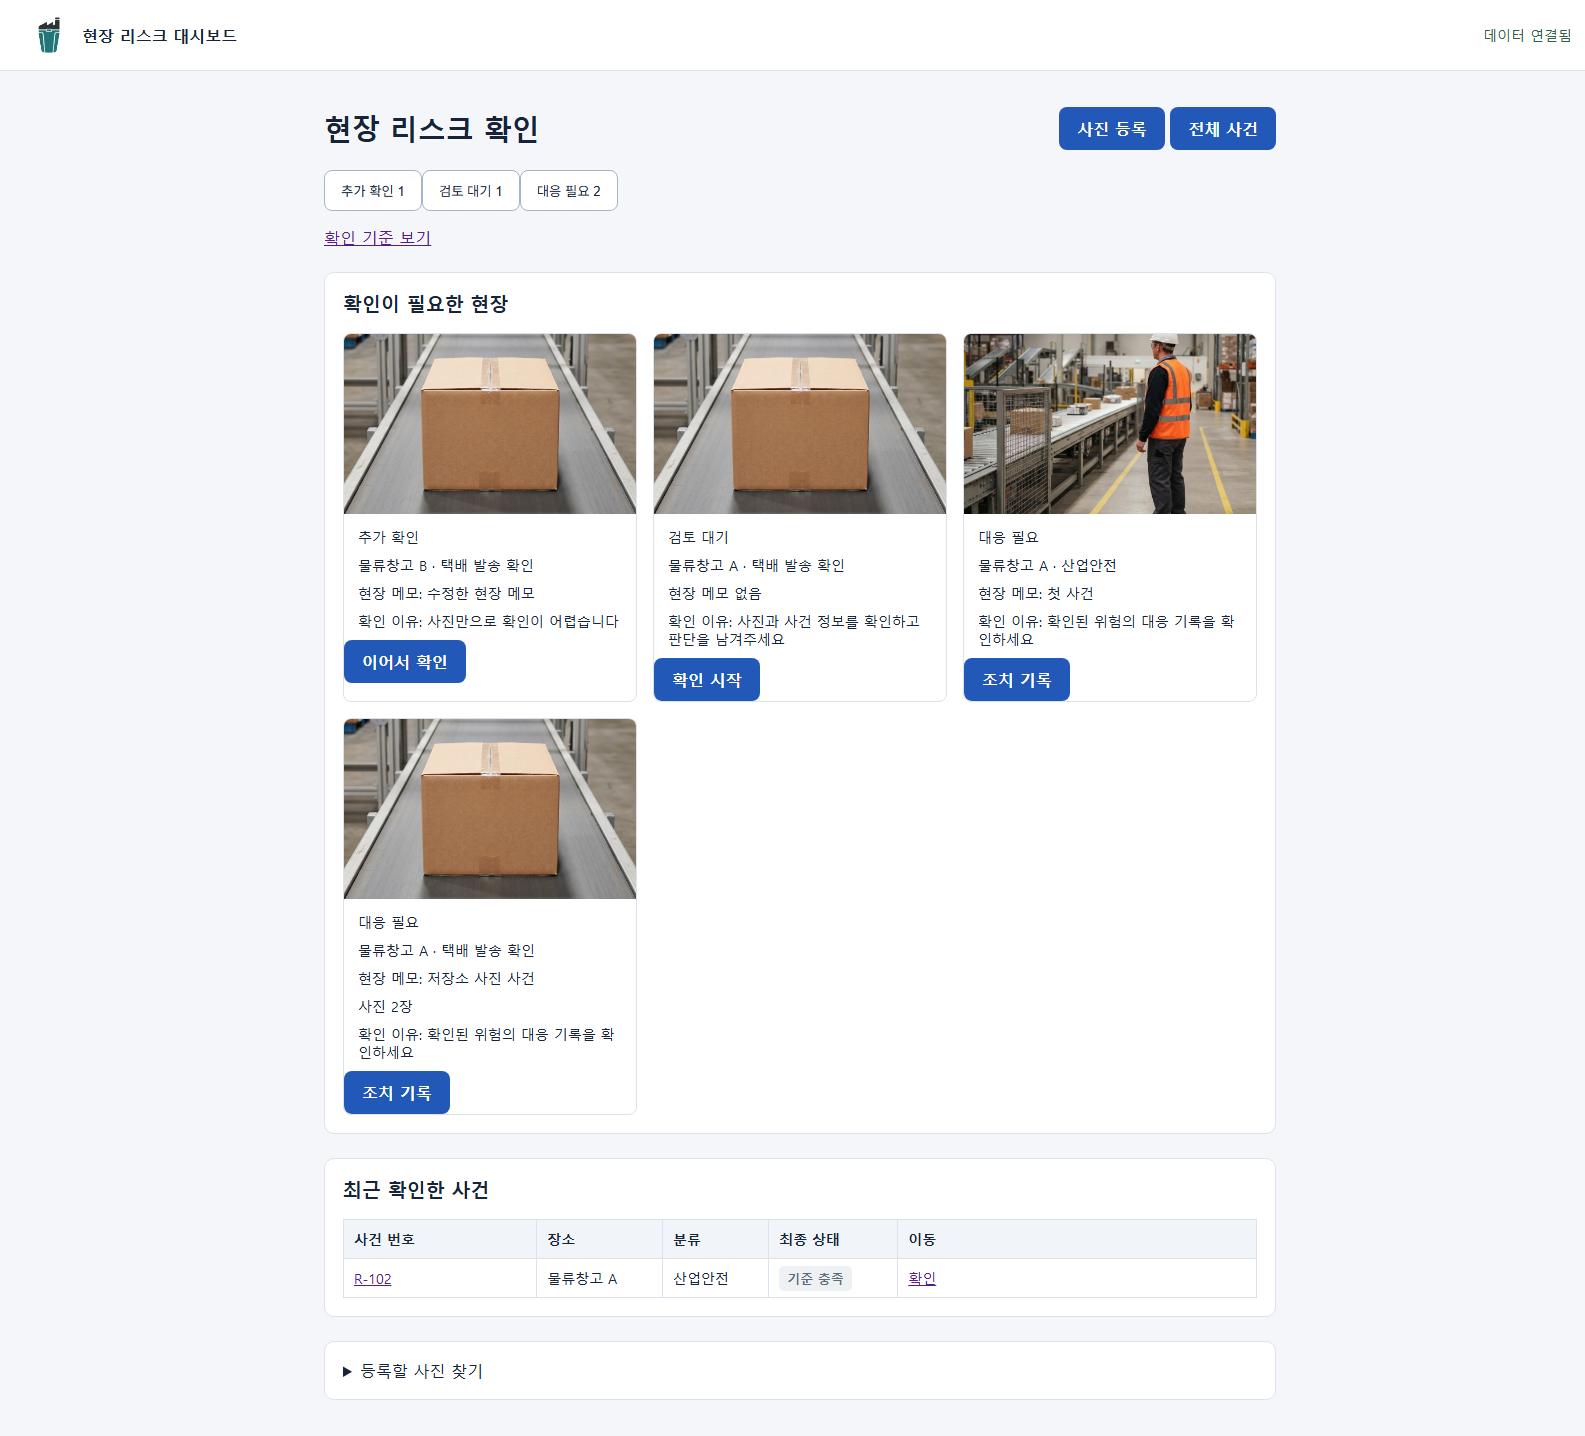 현장 리스크 대시보드
데이터 연결됨
현장 리스크 확인
사진 등록
전체 사건
추가 확인 1
검토 대기 1
대응 필요 2
확인 기준 보기
확인이 필요한 현장
추가 확인
물류창고 B · 택배 발송 확인
현장 메모: 수정한 현장 메모
확인 이유: 사진만으로 확인이 어렵습니다
이어서 확인
검토 대기
물류창고 A · 택배 발송 확인
현장 메모 없음
확인 이유: 사진과 사건 정보를 확인하고
판단을 남겨주세요
확인 시작
대응 필요
물류창고 A · 산업안전
현장 메모: 첫 사건
확인 이유: 확인된 위험의 대응 기록을 확
인하세요
조치 기록
대응 필요
물류창고 A · 택배 발송 확인
현장 메모: 저장소 사진 사건
사진 2장
확인 이유: 확인된 위험의 대응 기록을 확
인하세요
조치 기록
최근 확인한 사건
사건 번호 장소 분류 최종 상태 이동
R-102 물류창고 A 산업안전 기준 충족 확인
▶ 등록할 사진 찾기